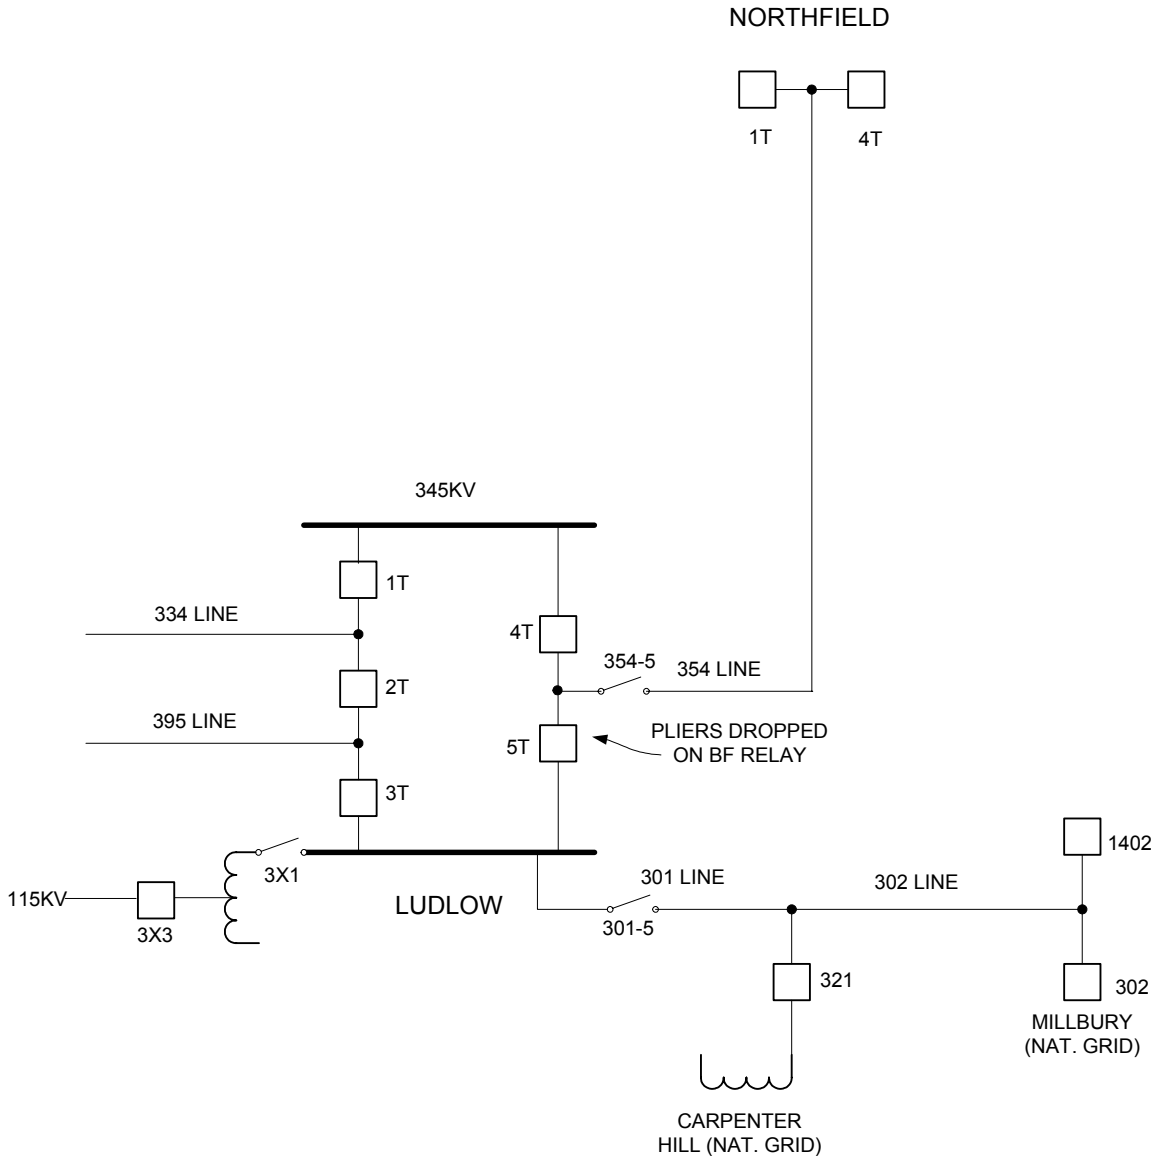 NORTHFIELD
1T
4T
345KV
1T
334 LINE
4T
354-5
354 LINE
2T
395 LINE
5T
PLIERS DROPPED
ON BF RELAY
3T
3X1
115KV
3X3
LUDLOW
301 LINE
301-5
302 LINE
1402
321
302
MILLBURY
(NAT. GRID)
CARPENTER
HILL (NAT. GRID)